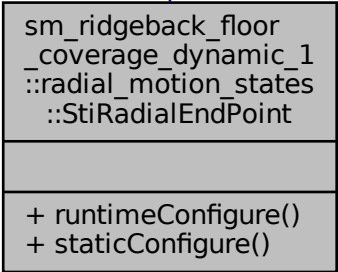 sm_ridgeback_floor
_coverage_dynamic_1
::radial_motion_states
::StiRadialEndPoint
+ runtimeConfigure()
+ staticConfigure()